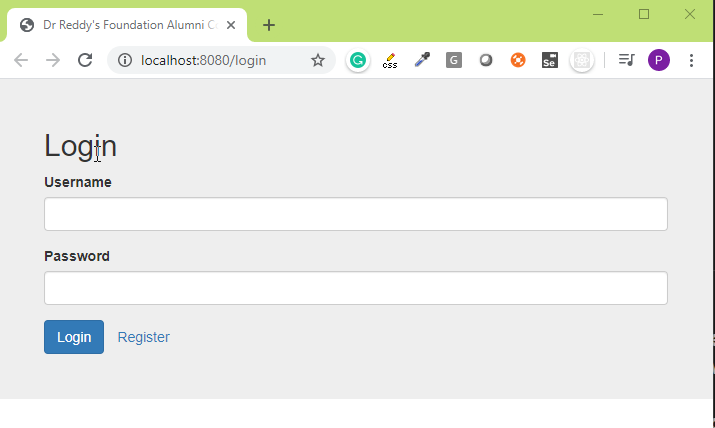 Dr Reddy's Foundation Alumni C
localhost:8080/login
G
css
G
Se
P
Login
Username
Password
Login Register